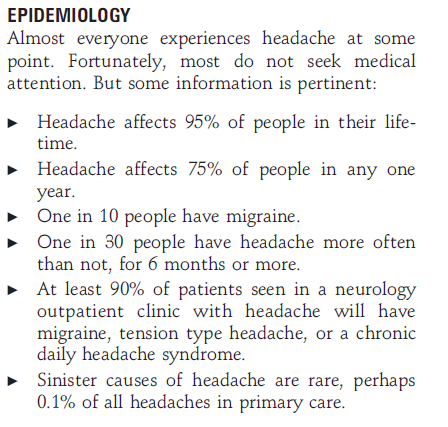 EPIDEMIOLOGY
Almost everyone experiences headache at some
point. Fortunately, most do not seek medical
attention. But some information is pertinent:
► Headache affects 95% of people in their life-
time.
► Headache affects 75% of people in any one
year.
► One in 10 people have migraine.
► One in 30 people have headache more often
than not, for 6 months or more.
► At least 90% of patients seen in a neurology
outpatient clinic with headache will have
migraine, tension type headache, or a chronic
daily headache syndrome.
► Sinister causes of headache are rare, perhaps
0.1% of all headaches in primary care.